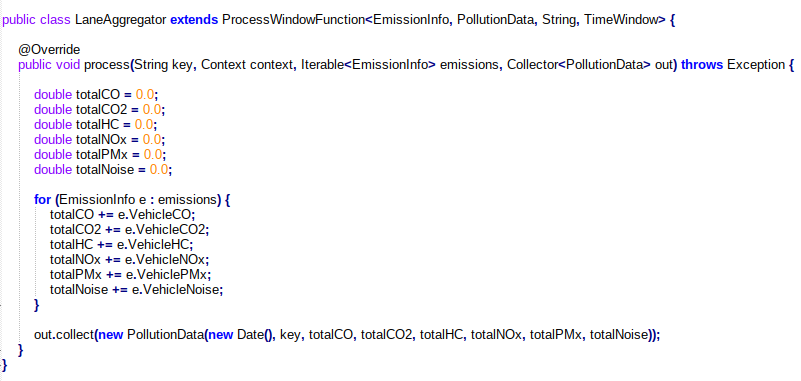 public class LaneAggregator extends ProcessWindowFunction<EmissionInfo, PollutionData, String, TimeWindow> {
@Override
public void process(String key, Context context, Iterable<EmissionInfo> emissions, Collector<PollutionData> out) throws Exception {
double totalCO = 0.0;
double totalCO2 = 0.0;
double totalHC = 0.0;
double totalNOx = 0.0;
double totalPMx = 0.0;
double totalNoise = 0.0;
for (EmissionInfo e : emissions) {
totalCO += e.VehicleCO;
totalCO2 += e.VehicleCO2;
totalHC += e.VehicleHC;
totalNOx += e.VehicleNOx;
totalPMx += e.VehiclePMx;
totalNoise += e.VehicleNoise;
}
out.collect(new PollutionData(new Date(), key, totalCO, totalCO2, totalHC, totalNOx, totalPMx, totalNoise));
}
}